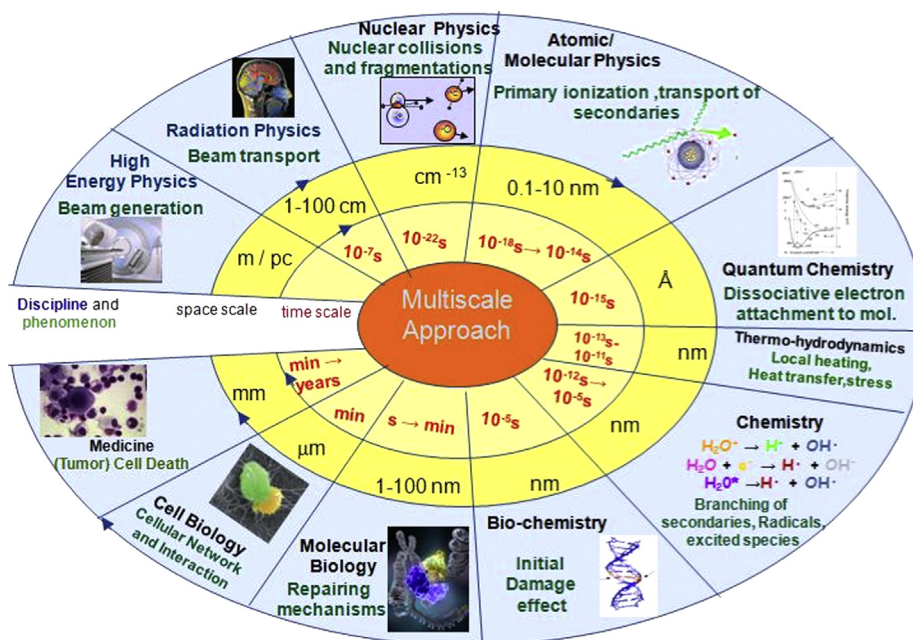 Nuclear Physics
Nuclear collisions
and fragmentations
Atomic/
Molecular Physics
Primary ionization ,transport of
secondaries
Radiation Physics
Beam transport
High
Energy Physics
Beam generation
cm -13
0.1-10 nm
1-100 cm
m / pc
10-7s
10-22s
10-18s→ 10-14s
Å
10-15s
Quantum Chemistry
Dissociative electron
attachment to mol.
Multiscale
Approach
Discipline and
phenomenon
space scale
time scale
10-13s-
10-11s
nm
Thermo-hydrodynamics
Local heating,
Heat transfer,stress
min →
years
10-12s→
10-5s
mm
min
s → min
10-5s
nm
μm
1-100 nm
nm
Medicine
(Tumor) Cell Death
Chemistry
H2O- → H- + OH·
H2O + e- → H· + OH-
H20* →H· + OH·
Branching of
secondaries, Radicals,
excited species
Cell Biology
Cellular Network
and Interaction
Molecular
Biology
Repairing
mechanisms
Bio-chemistry
Initial
Damage
effect